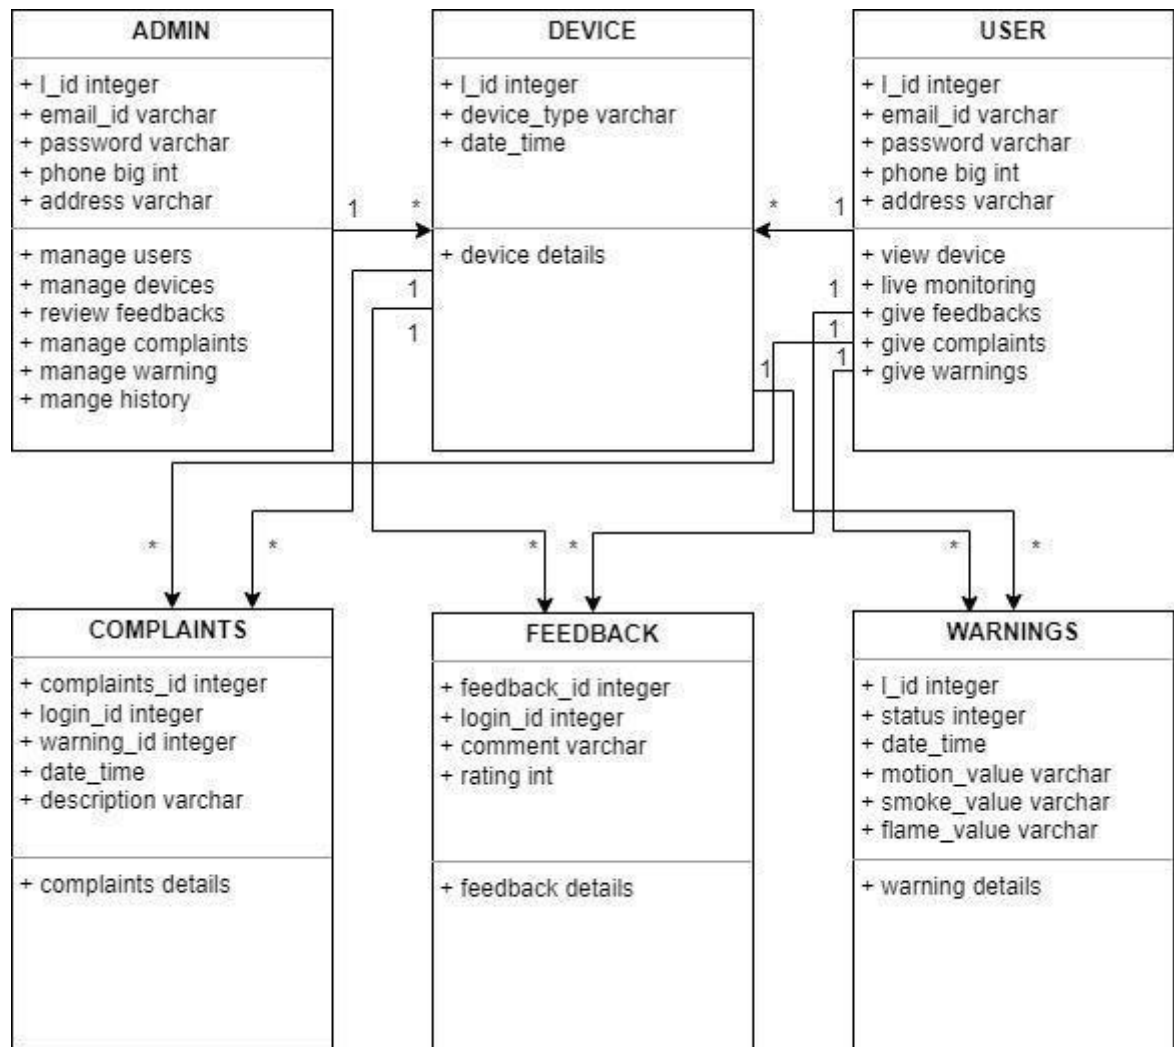 ADMIN
+ l_id integer
+ email_id varchar
+ password varchar
+ phone big int
+ address varchar
+ manage users
+ manage devices
+ review feedbacks
+ manage complaints
+ manage warning
+ mange history
1
*
DEVICE
+ l_id integer
+ device_type varchar
+ date_time
+ device details
1
1
1
*
1
USER
+ l_id integer
+ email_id varchar
+ password varchar
+ phone big int
+ address varchar
+ view device
+ live monitoring
+ give feedbacks
+ give complaints
+ give warnings
1
1
1
*
*
*
*
*
*
COMPLAINTS
+ complaints_id integer
+ login_id integer
+ warning_id integer
+ date_time
+ description varchar
+ complaints details
FEEDBACK
+ feedback_id integer
+ login_id integer
+ comment varchar
+ rating int
+ feedback details
WARNINGS
+ l_id integer
+ status integer
+ date_time
+ motion_value varchar
+ smoke_value varchar
+ flame_value varchar
+ warning details